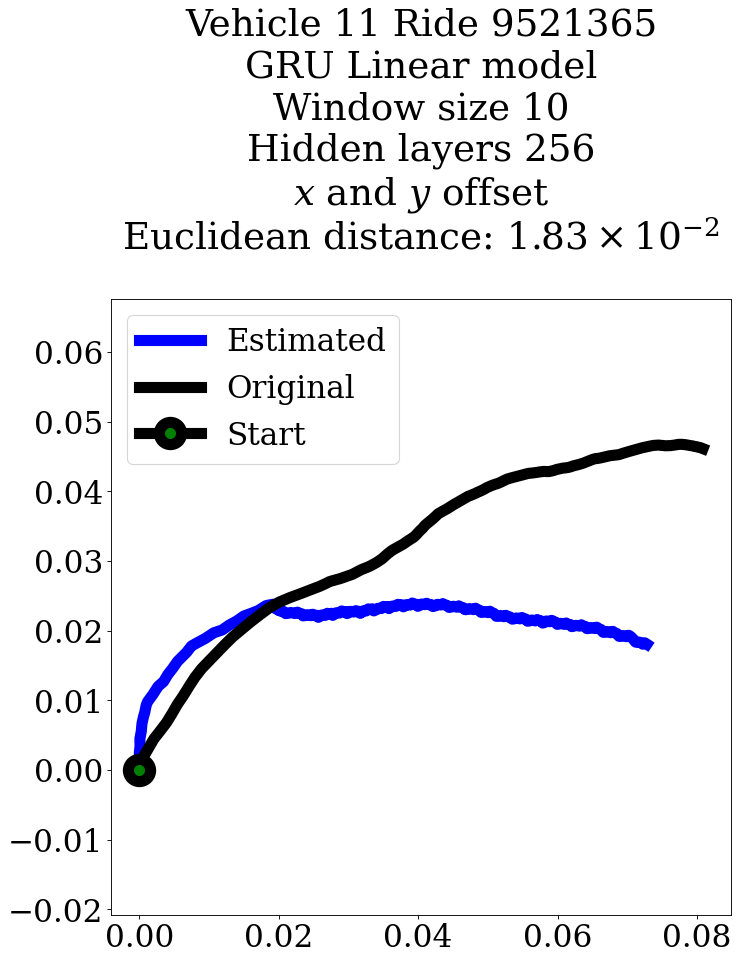 Vehicle 11 Ride 9521365
GRU Linear model
Window size 10
Hidden layers 256
x and y offset
Euclidean distance: 1.83 × 10⁻²
Estimated
Original
Start
0.06
0.05
0.04
0.03
0.02
0.01
0.00
−0.01
−0.02
0.00 0.02 0.04 0.06 0.08